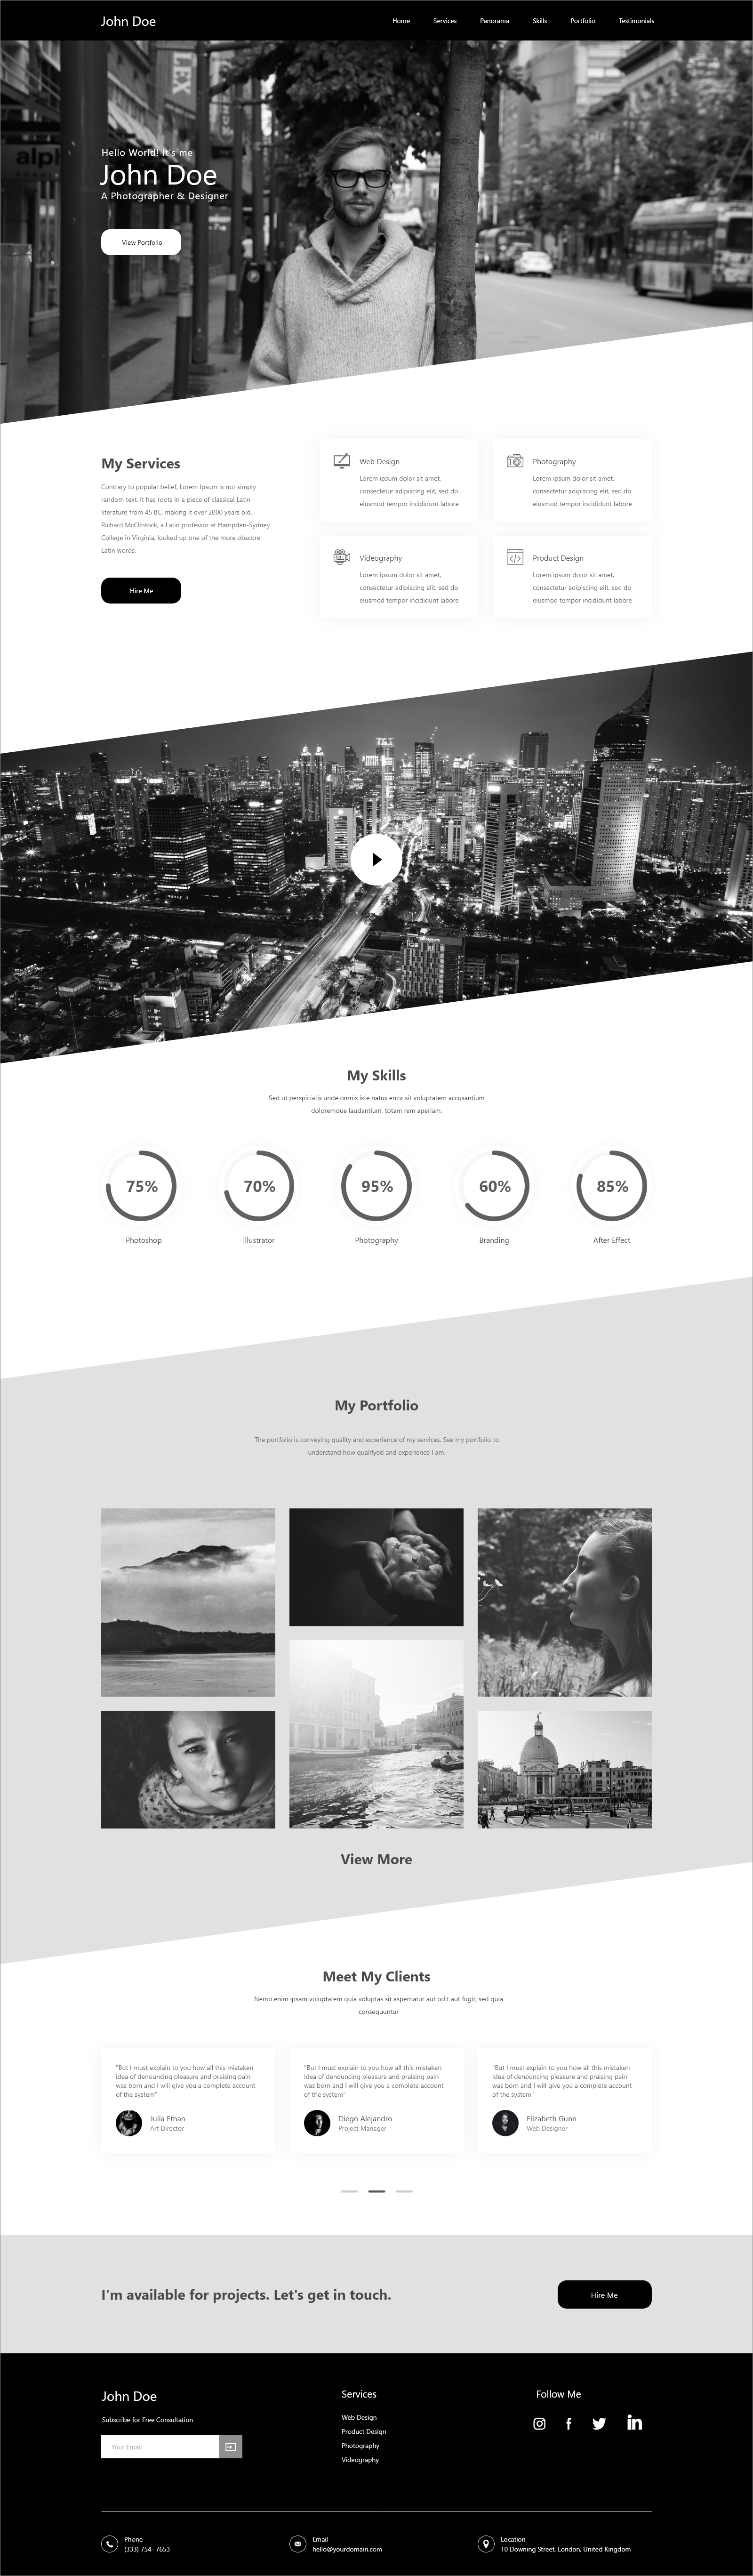 John Doe
Home Services Panorama Skills Portfolio Testimonials
Hello World! It's me
John Doe
A Photographer & Designer
View Portfolio
My Services
Contrary to popular belief, Lorem Ipsum is not simply
random text. It has roots in a piece of classical Latin
literature from 45 BC, making it over 2000 years old.
Richard McClintock, a Latin professor at Hampden-Sydney
College in Virginia, looked up one of the more obscure
Latin words.
Hire Me
Web Design
Lorem ipsum dolor sit amet,
consectetur adipiscing elit, sed do
eiusmod tempor incididunt labore
Photography
Lorem ipsum dolor sit amet,
consectetur adipiscing elit, sed do
eiusmod tempor incididunt labore
Videography
Lorem ipsum dolor sit amet,
consectetur adipiscing elit, sed do
eiusmod tempor incididunt labore
Product Design
Lorem ipsum dolor sit amet,
consectetur adipiscing elit, sed do
eiusmod tempor incididunt labore
My Skills
Sed ut perspiciatis unde omnis iste natus error sit voluptatem accusantium
doloremque laudantium, totam rem aperiam.
75%
Photoshop
70%
Illustrator
95%
Photography
60%
Branding
85%
After Effect
My Portfolio
The portfolio is conveying quality and experience of my services. See my portfolio to
understand how qualifyed and experience I am.
View More
Meet My Clients
Nemo enim ipsam voluptatem quia voluptas sit aspernatur aut odit aut fugit, sed quia
consequuntur
"But I must explain to you how all this mistaken
idea of denouncing pleasure and praising pain
was born and I will give you a complete account
of the system"
Julia Ethan
Art Director
"But I must explain to you how all this mistaken
idea of denouncing pleasure and praising pain
was born and I will give you a complete account
of the system"
Diego Alejandro
Project Manager
"But I must explain to you how all this mistaken
idea of denouncing pleasure and praising pain
was born and I will give you a complete account
of the system"
Elizabeth Gunn
Web Designer
I'm available for projects. Let's get in touch.
Hire Me
John Doe
Subscribe for Free Consultation
Your Email
Services
Web Design
Product Design
Photography
Videography
Follow Me
Phone
(333) 754- 7653
Email
hello@yourdomain.com
Location
10 Downing Street, London, United Kingdom